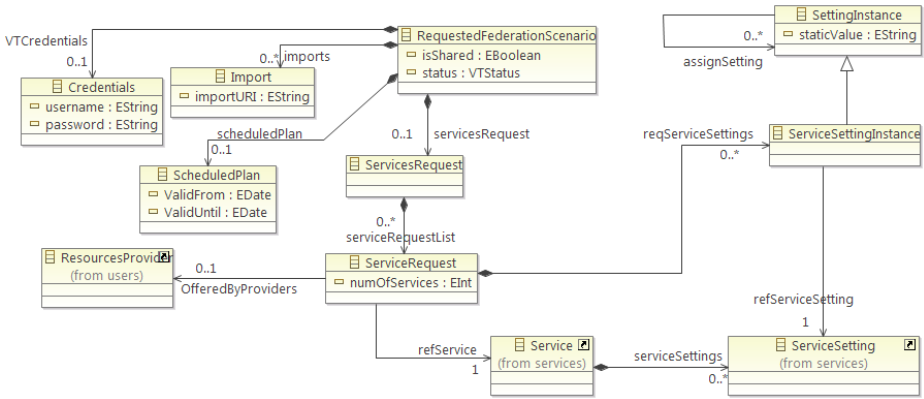 RequestedFederationScenario
isShared : EBoolean
status : VTStatus
SettingInstance
staticValue : EString
0..*
assignSetting
VTCredentials
0..1
0..*
imports
Credentials
username : EString
password : EString
Import
importURI : EString
scheduledPlan
0..1
0..1
servicesRequest
reqServiceSettings
0..*
ServiceSettingInstance
ScheduledPlan
ValidFrom : EDate
ValidUntil : EDate
ServicesRequest
0..*
serviceRequestList
ResourcesProvider
(from users)
0..1
OfferedByProviders
ServiceRequest
numOfServices : EInt
refServiceSetting
1
refService
1
Service
(from services)
serviceSettings
0..*
ServiceSetting
(from services)